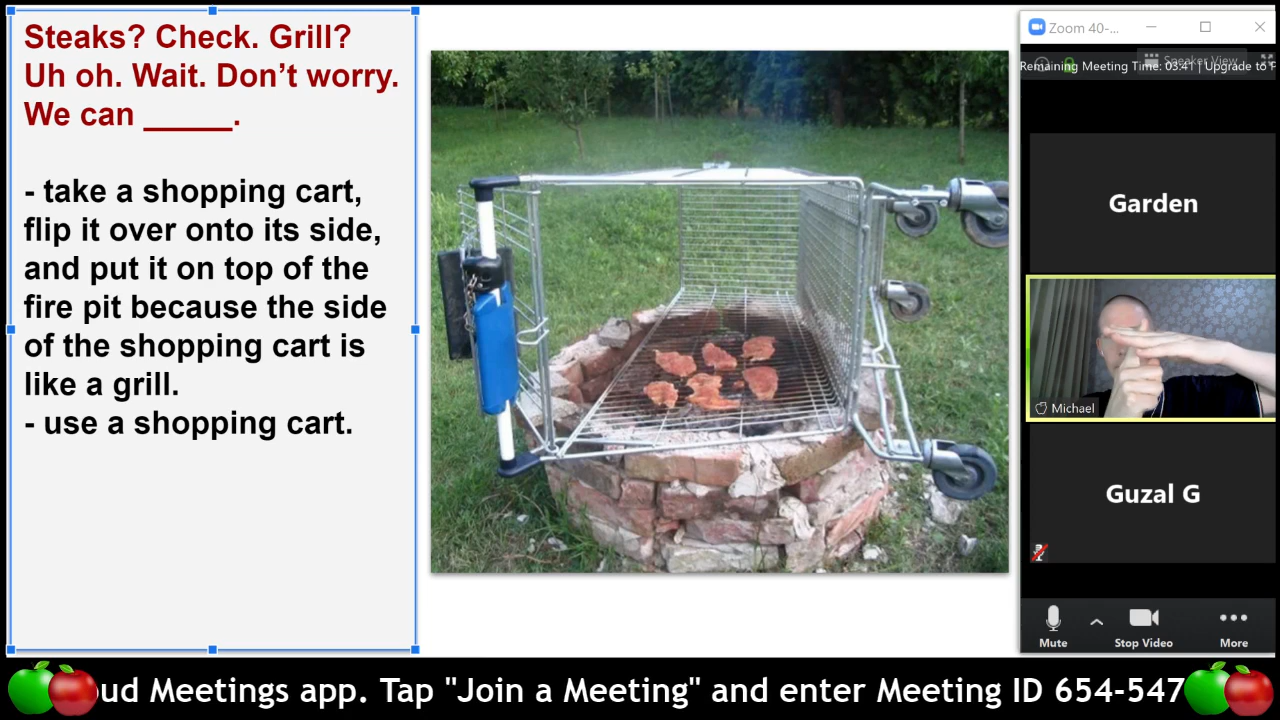 Steaks? Check. Grill?
Uh oh. Wait. Don’t worry.
We can _____.
- take a shopping cart,
flip it over onto its side,
and put it on top of the
fire pit because the side
of the shopping cart is
like a grill.
- use a shopping cart.
Zoom 40-...
Remaining Meeting Time: 03:41 | Upgrade to
Speaker View
Garden
Michael
Guzal G
Mute
Stop Video
More
oud Meetings app. Tap "Join a Meeting" and enter Meeting ID 654-547